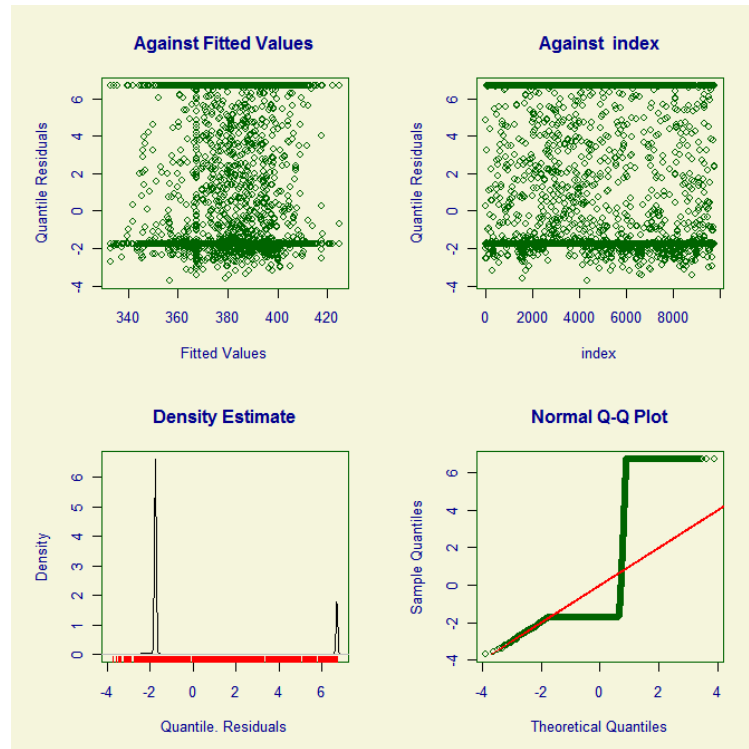 Against Fitted Values
Quantile Residuals
-4 -2 0 2 4 6
340 360 380 400 420
Fitted Values
Against index
Quantile Residuals
-4 -2 0 2 4 6
0 2000 4000 6000 8000
index
Density Estimate
Density
0 1 2 3 4 5 6
-4 -2 0 2 4 6
Quantile. Residuals
Normal Q-Q Plot
Sample Quantiles
-4 -2 0 2 4 6
-4 -2 0 2 4
Theoretical Quantiles